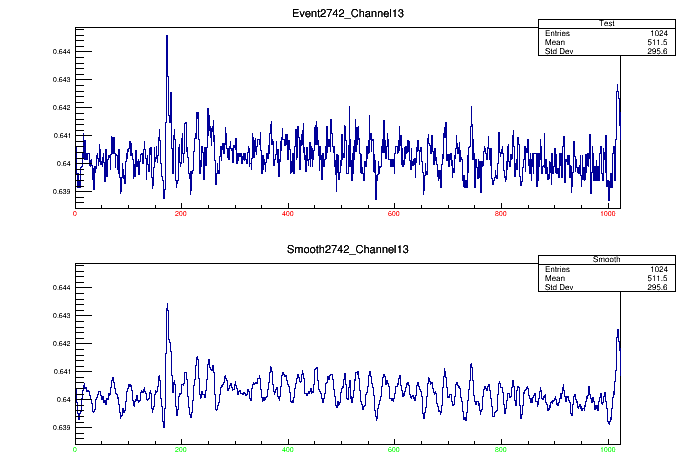 Event2742_Channel13
Test
Entries 1024
Mean 511.5
Std Dev 295.6
0.644
0.643
0.642
0.641
0.64
0.639
0 200 400 600 800 1000
Smooth2742_Channel13
Smooth
Entries 1024
Mean 511.5
Std Dev 295.6
0.644
0.643
0.642
0.641
0.64
0.639
0 200 400 600 800 1000